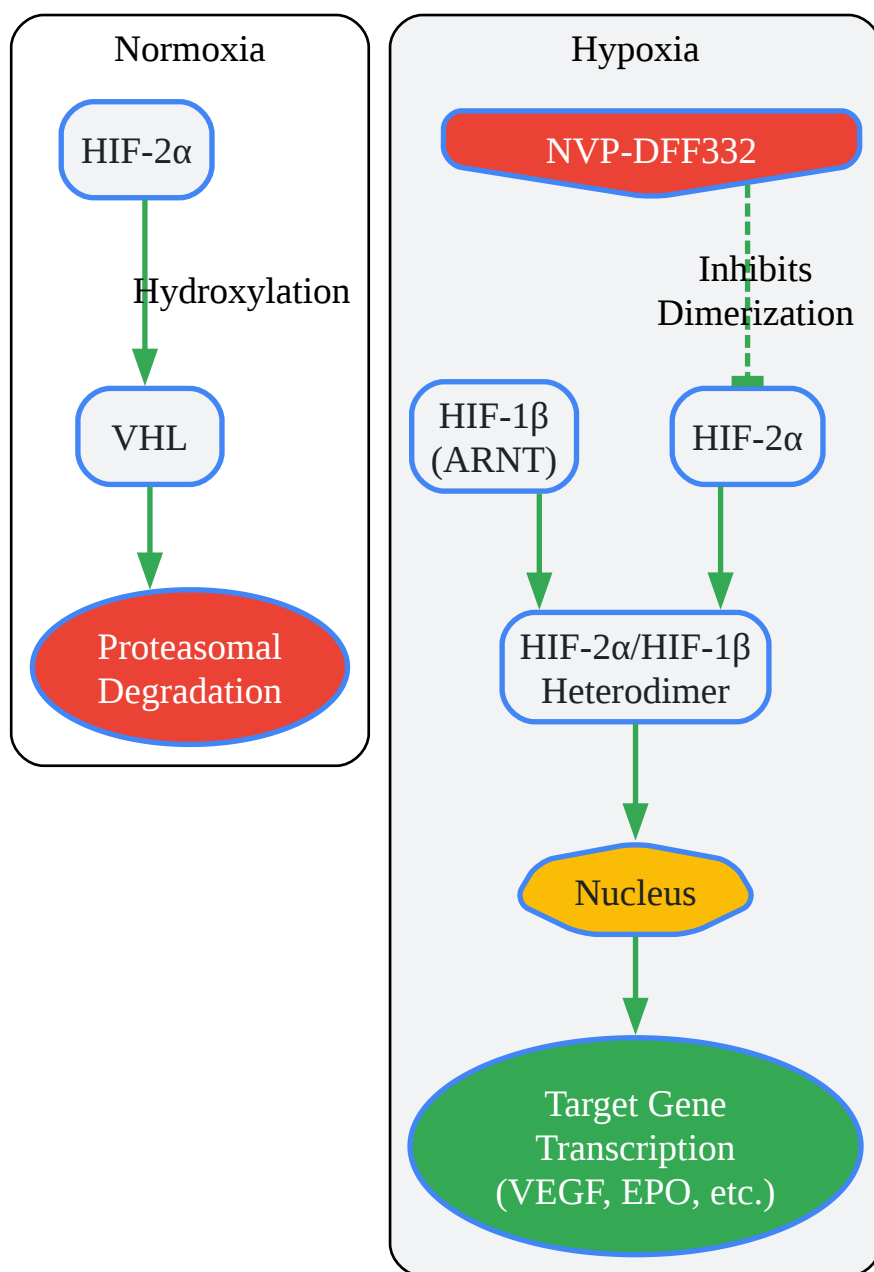 Normoxia
HIF-2α
Hydroxylation
VHL
Proteasomal
Degradation
Hypoxia
NVP-DFF332
Inhibits
Dimerization
HIF-1β
(ARNT)
HIF-2α
HIF-2α/HIF-1β
Heterodimer
Nucleus
Target Gene
Transcription
(VEGF, EPO, etc.)